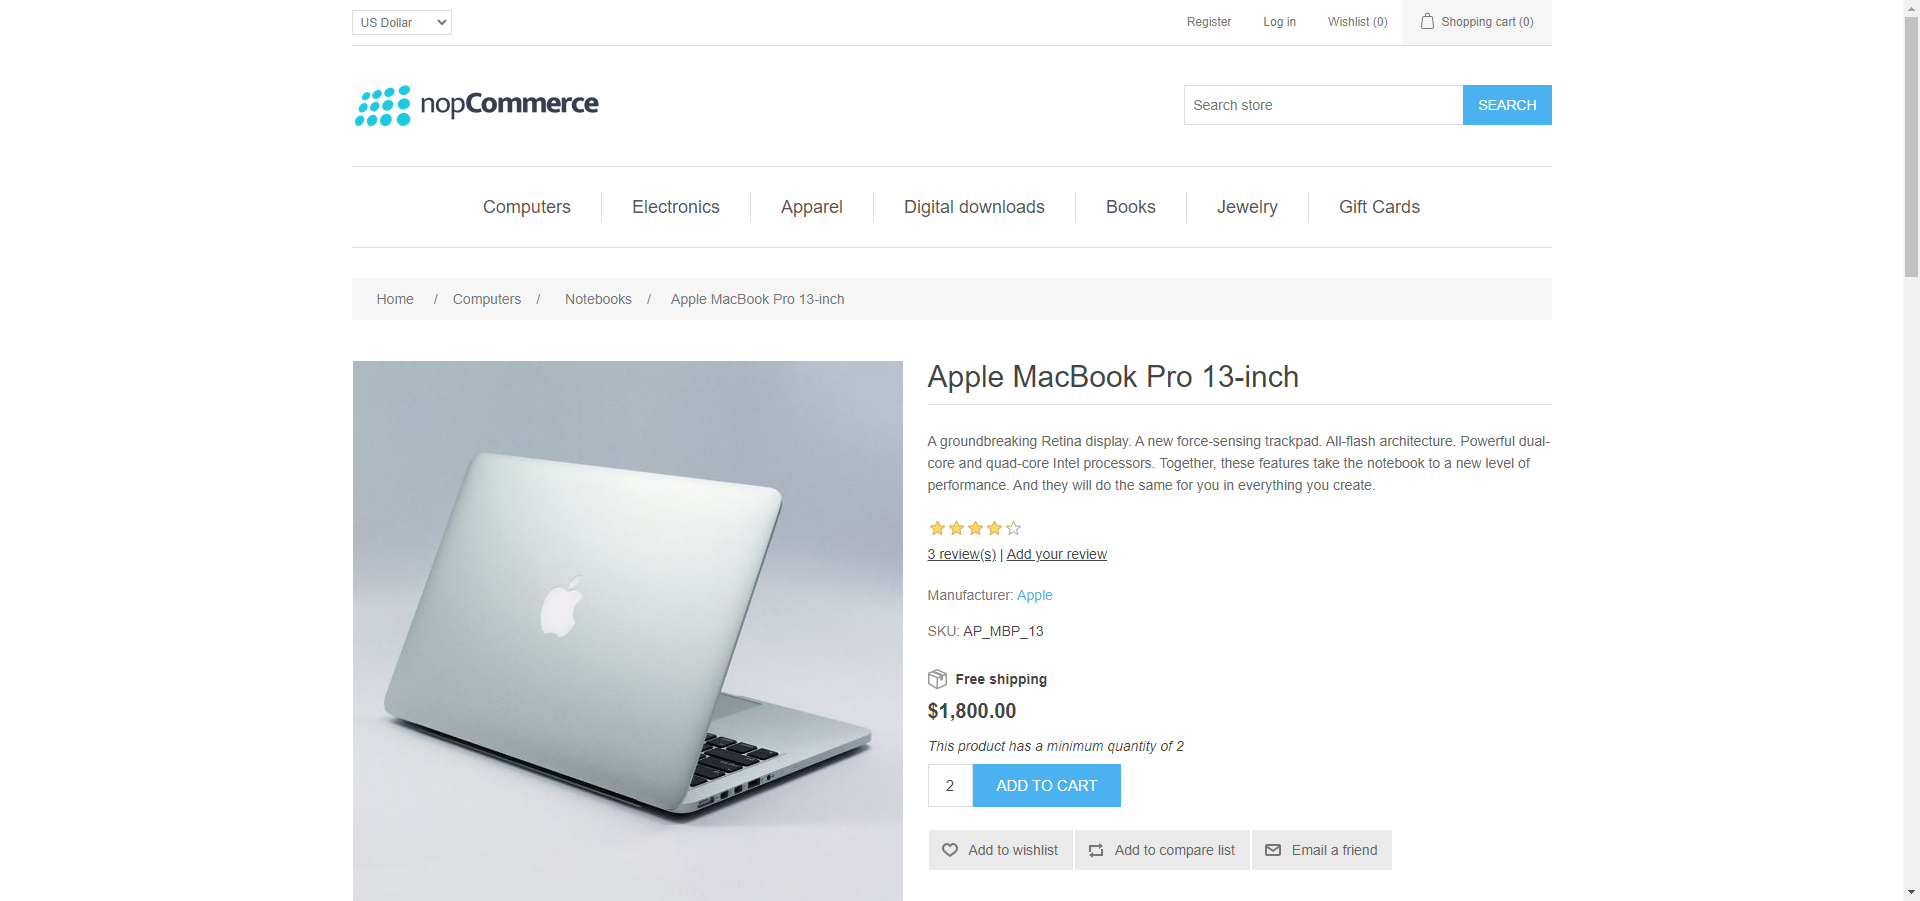 US Dollar
Register
Log in
Wishlist (0)
Shopping cart (0)
nopCommerce
Search store
SEARCH
Computers
Electronics
Apparel
Digital downloads
Books
Jewelry
Gift Cards
Home / Computers / Notebooks / Apple MacBook Pro 13-inch
Apple MacBook Pro 13-inch
A groundbreaking Retina display. A new force-sensing trackpad. All-flash architecture. Powerful dual-
core and quad-core Intel processors. Together, these features take the notebook to a new level of
performance. And they will do the same for you in everything you create.
3 review(s) | Add your review
Manufacturer: Apple
SKU: AP_MBP_13
Free shipping
$1,800.00
This product has a minimum quantity of 2
2
ADD TO CART
Add to wishlist
Add to compare list
Email a friend